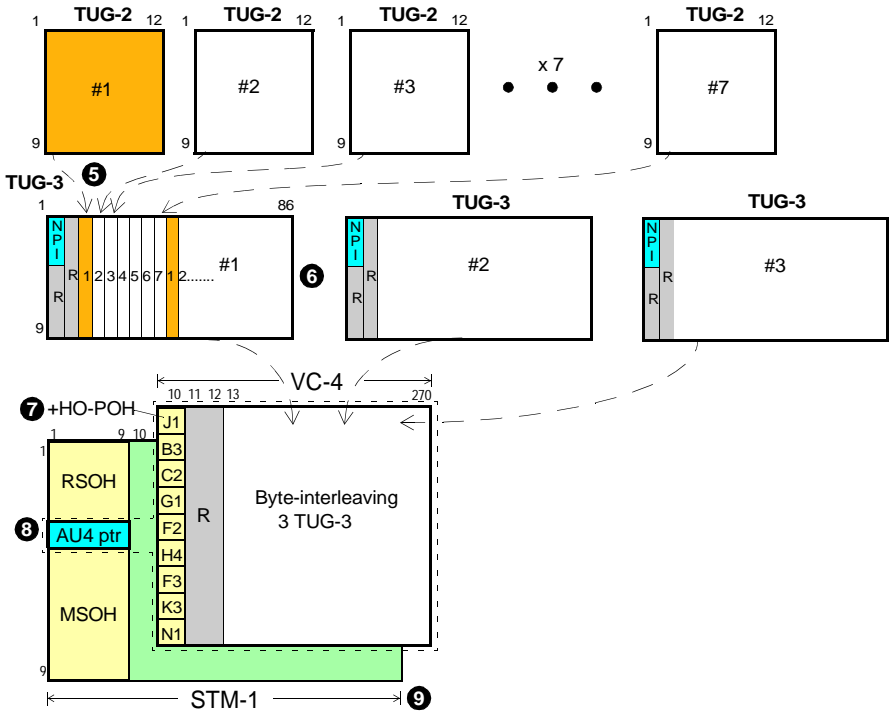 TUG-2 TUG-2 TUG-2 TUG-2
1 12 1 12 1 12 1 12
x 7
#1 #2 #3 #7
9 9 9 9
5
TUG-3
1 86 TUG-3 TUG-3
N P I N P I N P I
#1 #2 #3
R 1 2 3 4 5 6 7 1 2....... 6 R R
R R R
9
VC-4
10 11 12 13 270
7 +HO-POH
1 9 10
1
J1
B3
RSOH
C2
G1
Byte-interleaving
R
3 TUG-3
8 AU4 ptr
F2
H4
F3
MSOH
K3
N1
9
STM-1 9